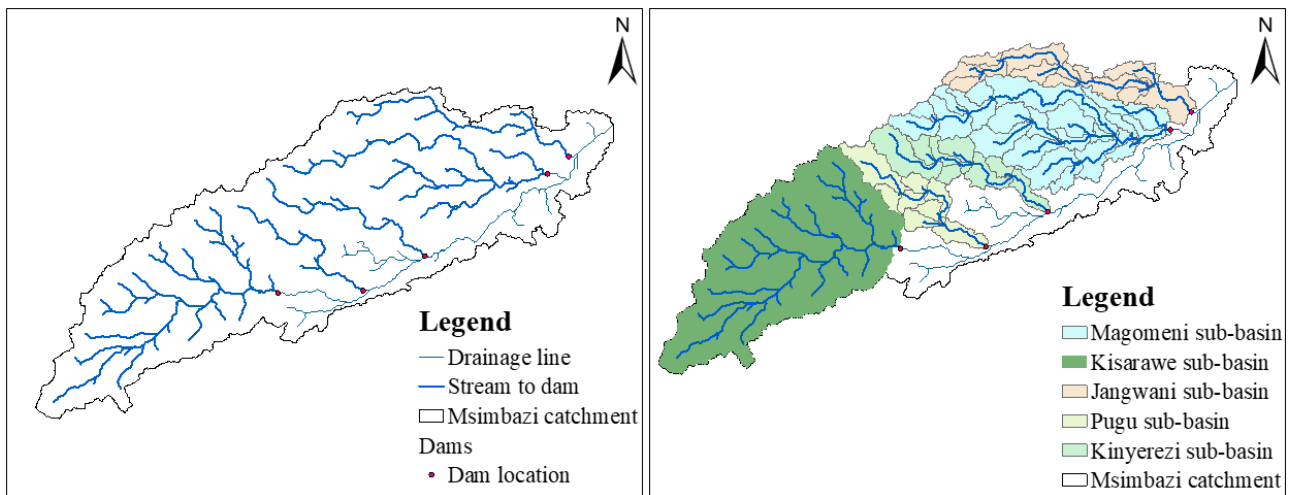 N
Legend
Drainage line
Stream to dam
Msimbazi catchment
Dams
Dam location
N
Legend
Magomeni sub-basin
Kisarawe sub-basin
Jangwani sub-basin
Pugu sub-basin
Kinyerezi sub-basin
Msimbazi catchment